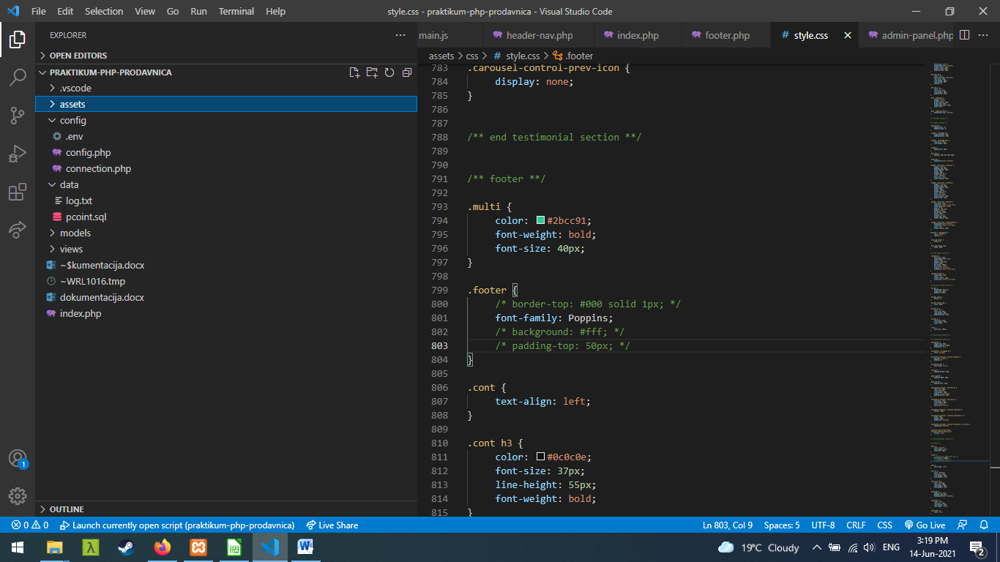 File Edit Selection View Go Run Terminal Help style.css - praktikum-php-prodavnica - Visual Studio Code
EXPLORER
OPEN EDITORS
PRAKTIKUM-PHP-PRODAVNICA
.vscode
assets
config
.env
config.php
connection.php
data
log.txt
pcoint.sql
models
views
~$kumentacija.docx
~WRL1016.tmp
dokumentacija.docx
index.php
OUTLINE
main.js header-nav.php index.php footer.php # style.css admin-panel.php
assets > css > # style.css > .footer
783 .carousel-control-prev-icon {
784 display: none;
785 }
786
787
788 /** end testimonial section **/
789
790
791 /** footer **/
792
793 .multi {
794 color: #2bcc91;
795 font-weight: bold;
796 font-size: 40px;
797 }
798
799 .footer {
800 /* border-top: #000 solid 1px; */
801 font-family: Poppins;
802 /* background: #fff; */
803 /* padding-top: 50px; */
804 }
805
806 .cont {
807 text-align: left;
808 }
809
810 .cont h3 {
811 color: #0c0c0e;
812 font-size: 37px;
813 line-height: 55px;
814 font-weight: bold;
815 }
1
0 0 Launch currently open script (praktikum-php-prodavnica) Live Share Ln 803, Col 9 Spaces: 5 UTF-8 CRLF CSS Go Live
λ W 19°C Cloudy ENG 3:19 PM
14-Jun-2021 2